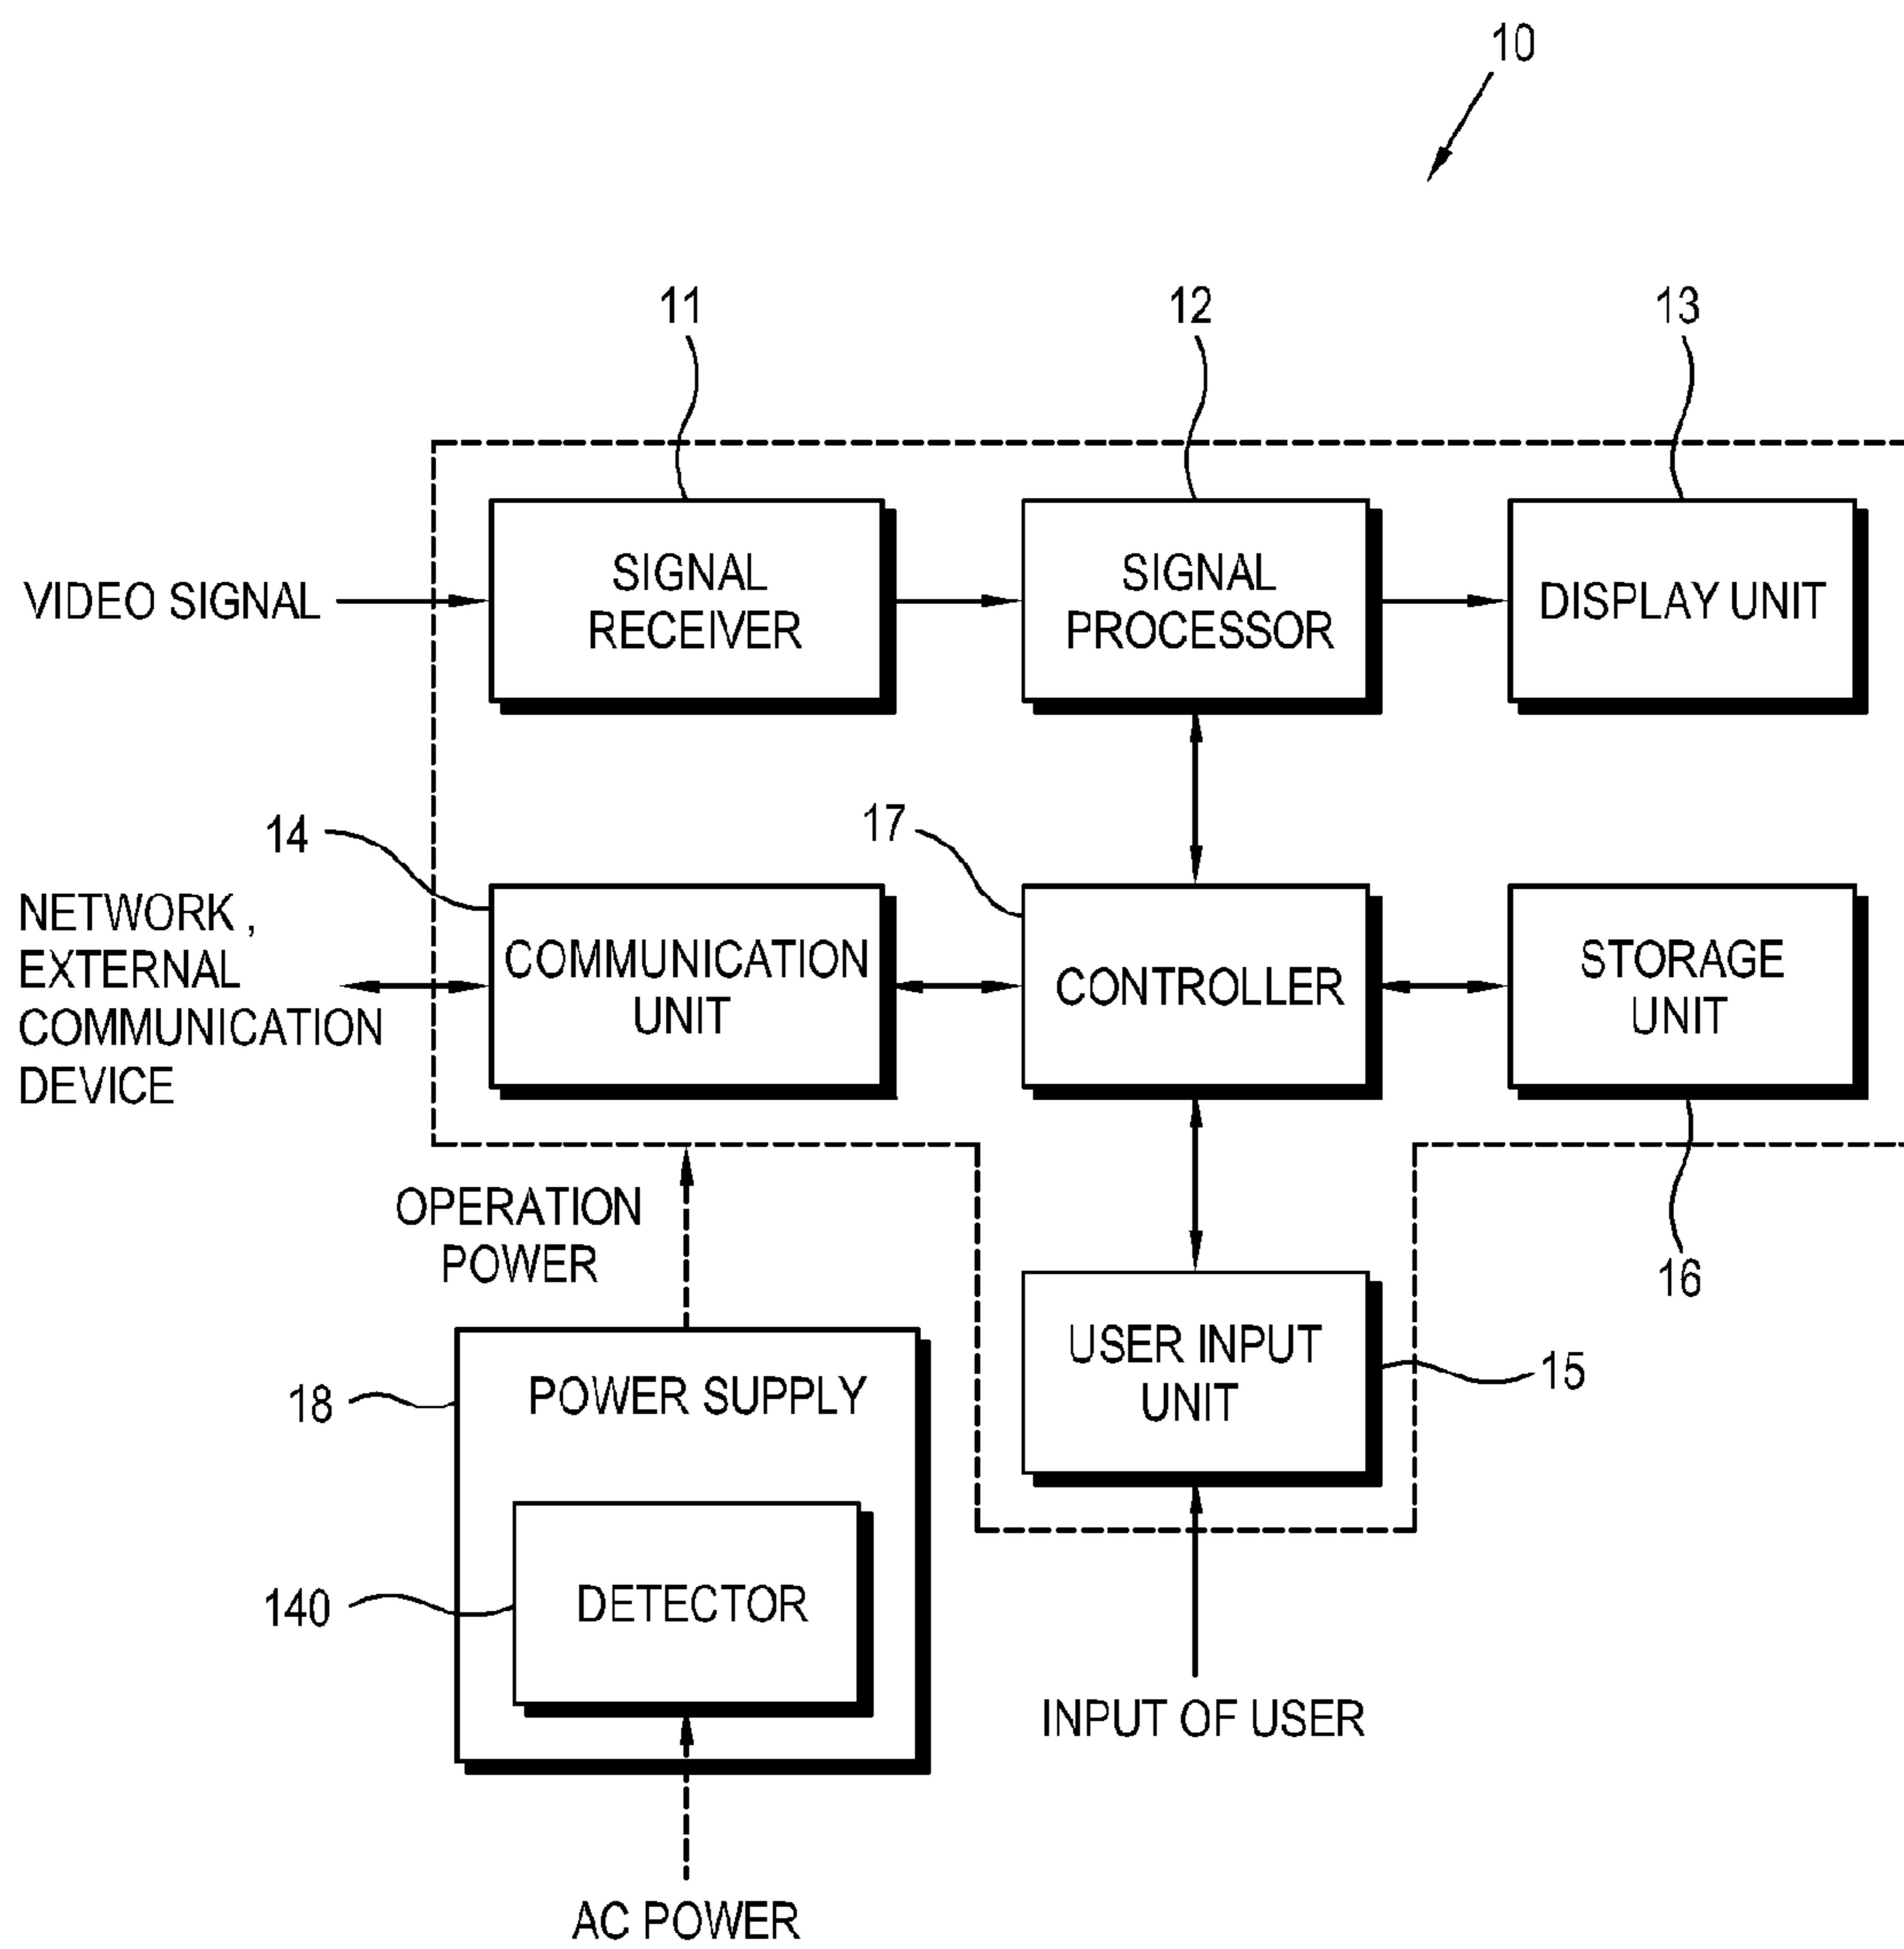 10
11
12
13
VIDEO SIGNAL
SIGNAL
RECEIVER
SIGNAL
PROCESSOR
DISPLAY UNIT
14
17
NETWORK ,
EXTERNAL
COMMUNICATION
DEVICE
COMMUNICATION
UNIT
CONTROLLER
STORAGE
UNIT
OPERATION
POWER
16
18
POWER SUPPLY
USER INPUT
UNIT
15
140
DETECTOR
INPUT OF USER
AC POWER